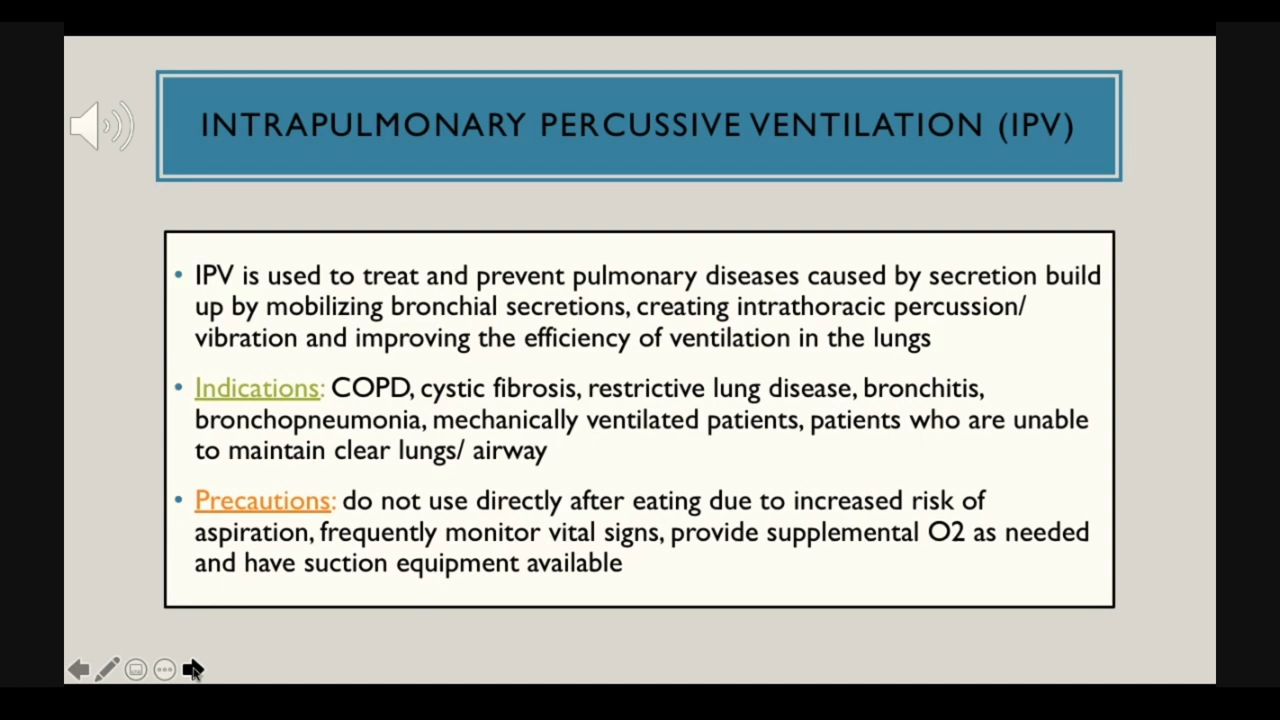 INTRAPULMONARY PERCUSSIVE VENTILATION (IPV)
• IPV is used to treat and prevent pulmonary diseases caused by secretion build
up by mobilizing bronchial secretions, creating intrathoracic percussion/
vibration and improving the efficiency of ventilation in the lungs
• Indications: COPD, cystic fibrosis, restrictive lung disease, bronchitis,
bronchopneumonia, mechanically ventilated patients, patients who are unable
to maintain clear lungs/ airway
• Precautions: do not use directly after eating due to increased risk of
aspiration, frequently monitor vital signs, provide supplemental O2 as needed
and have suction equipment available